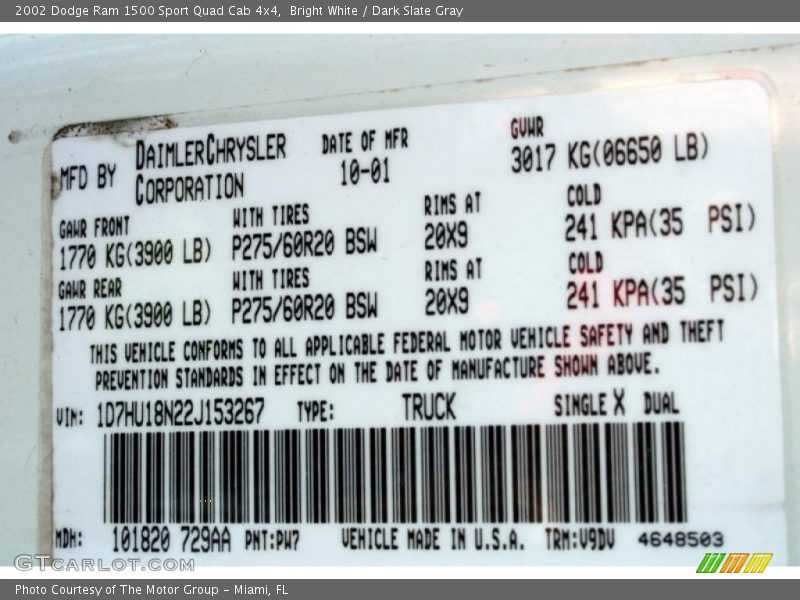 2002 Dodge Ram 1500 Sport Quad Cab 4x4,  Bright White / Dark Slate Gray
MFD BY DAIMLERCHRYSLER CORPORATION DATE OF MFR 10-01 GVWR 3017 KG(06650 LB)
GAWR FRONT WITH TIRES RIMS AT COLD
1770 KG(3900 LB) P275/60R20 BSW 20X9 241 KPA(35 PSI)
GAWR REAR WITH TIRES RIMS AT COLD
1770 KG(3900 LB) P275/60R20 BSW 20X9 241 KPA(35 PSI)
THIS VEHICLE CONFORMS TO ALL APPLICABLE FEDERAL MOTOR VEHICLE SAFETY AND THEFT
PREVENTION STANDARDS IN EFFECT ON THE DATE OF MANUFACTURE SHOWN ABOVE.
VIN: 1D7HU18N22J153267 TYPE: TRUCK SINGLE X DUAL
MDH: 101820 729AA PNT:PW7 VEHICLE MADE IN U.S.A. TRM:V9DV 4648503
GTCARLOT.COM
Photo Courtesy of The Motor Group - Miami, FL